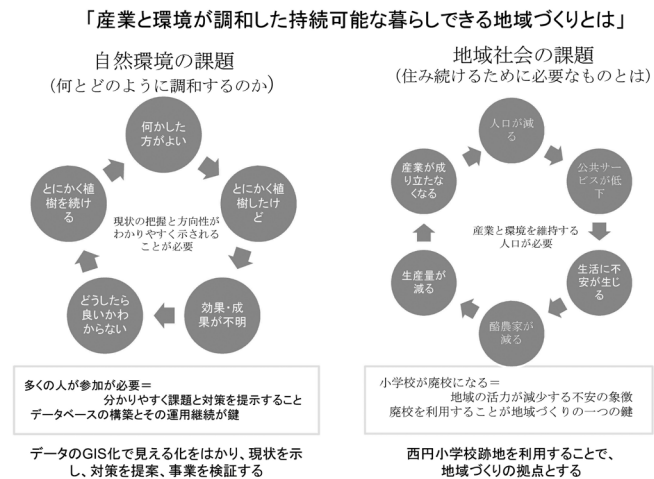 「産業と環境が調和した持続可能な暮らしできる地域づくりとは」
自然環境の課題
(何とどのように調和するのか)
何かした
方がよい
とにかく植
樹したけ
ど
効果・成
果が不明
どうしたら
良いかわ
からない
とにかく植
樹を続け
る
現状の把握と方向性が
わかりやすく示される
ことが必要
多くの人が参加が必要＝
分かりやすく課題と対策を提示すること
データベースの構築とその運用継続が鍵
データのGIS化で見える化をはかり、現状を示
し、対策を提案、事業を検証する
地域社会の課題
(住み続けるために必要なものとは)
人口が減
る
公共サー
ビスが低
下
生活に不
安が生じ
る
酪農家が
減る
生産量が
減る
産業が成
り立たな
くなる
産業と環境を維持する
人口が必要
小学校が廃校になる＝
地域の活力が減少する不安の象徴
廃校を利用することが地域づくりの一つの鍵
西円小学校跡地を利用することで、
地域づくりの拠点とする